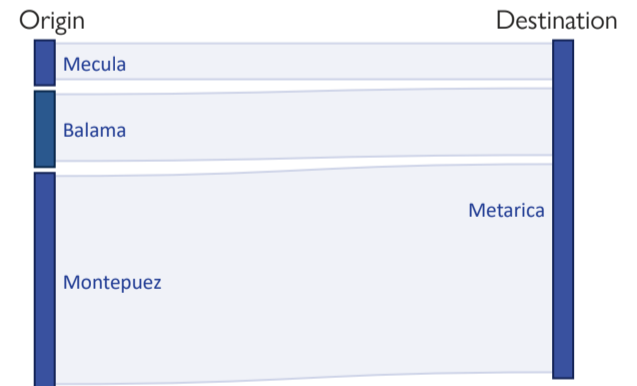 Origin
Destination
Mecula
Balama
Metarica
Montepuez